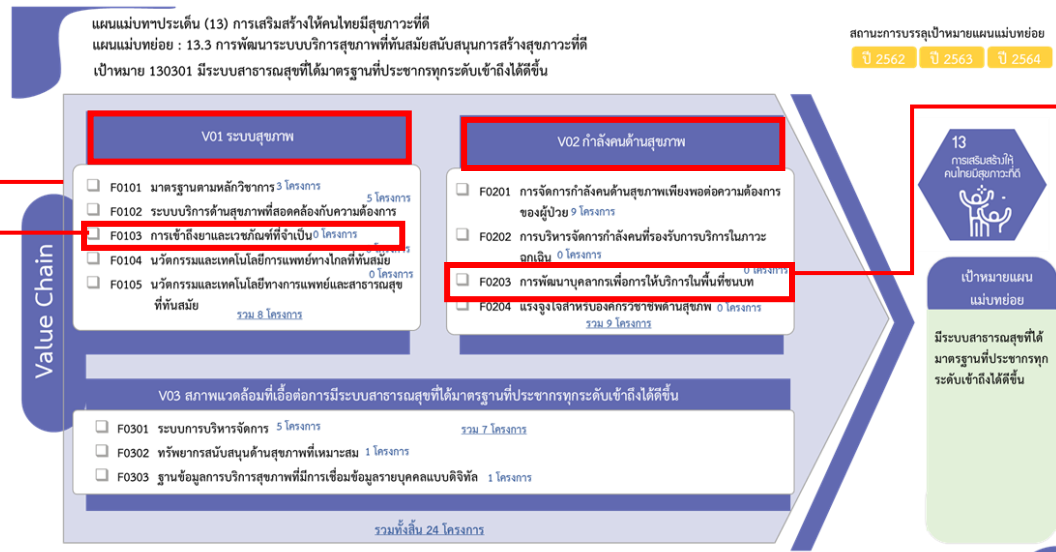 แผนแม่บทฯประเด็น (13) การเสริมสร้างให้คนไทยมีสุขภาวะที่ดี
แผนแม่บทย่อย : 13.3 การพัฒนาระบบบริการสุขภาพที่ทันสมัยสนับสนุนการสร้างสุขภาวะที่ดี
เป้าหมาย 130301 มีระบบสาธารณสุขที่ได้มาตรฐานที่ประชากรทุกระดับเข้าถึงได้ดีขึ้น
สถานะการบรรลุเป้าหมายแผนแม่บทย่อย
ปี 2562 ปี 2563 ปี 2564
Value Chain
V01 ระบบสุขภาพ
F0101 มาตรฐานตามหลักวิชาการ 3 โครงการ
5 โครงการ
F0102 ระบบบริการด้านสุขภาพที่สอดคล้องกับความต้องการ
F0103 การเข้าถึงยาและเวชภัณฑ์ที่จำเป็น 0 โครงการ
โครงการ
F0104 นวัตกรรมและเทคโนโลยีการแพทย์ทางไกลที่ทันสมัย
0 โครงการ
F0105 นวัตกรรมและเทคโนโลยีทางการแพทย์และสาธารณสุข
ที่ทันสมัย
รวม 8 โครงการ
V02 กำลังคนด้านสุขภาพ
F0201 การจัดการกำลังคนด้านสุขภาพเพียงพอต่อความต้องการ
ของผู้ป่วย 9 โครงการ
F0202 การบริหารจัดการกำลังคนที่รองรับการบริการในภาวะ
ฉุกเฉิน 0 โครงการ
0 โครงการ
F0203 การพัฒนาบุคลากรเพื่อการให้บริการในพื้นที่ชนบท
F0204 แรงจูงใจสำหรับองค์กรวิชาชีพด้านสุขภาพ 0 โครงการ
รวม 9 โครงการ
V03 สภาพแวดล้อมที่เอื้อต่อการมีระบบสาธารณสุขที่ได้มาตรฐานที่ประชากรทุกระดับเข้าถึงได้ดีขึ้น
F0301 ระบบการบริหารจัดการ 5 โครงการ
รวม 7 โครงการ
F0302 ทรัพยากรสนับสนุนด้านสุขภาพที่เหมาะสม 1 โครงการ
F0303 ฐานข้อมูลการบริการสุขภาพที่มีการเชื่อมข้อมูลรายบุคคลแบบดิจิทัล 1 โครงการ
รวมทั้งสิ้น 24 โครงการ
13
การเสริมสร้างให้
คนไทยมีสุขภาวะที่ดี
เป้าหมายแผน
แม่บทย่อย
มีระบบสาธารณสุขที่ได้
มาตรฐานที่ประชากรทุก
ระดับเข้าถึงได้ดีขึ้น